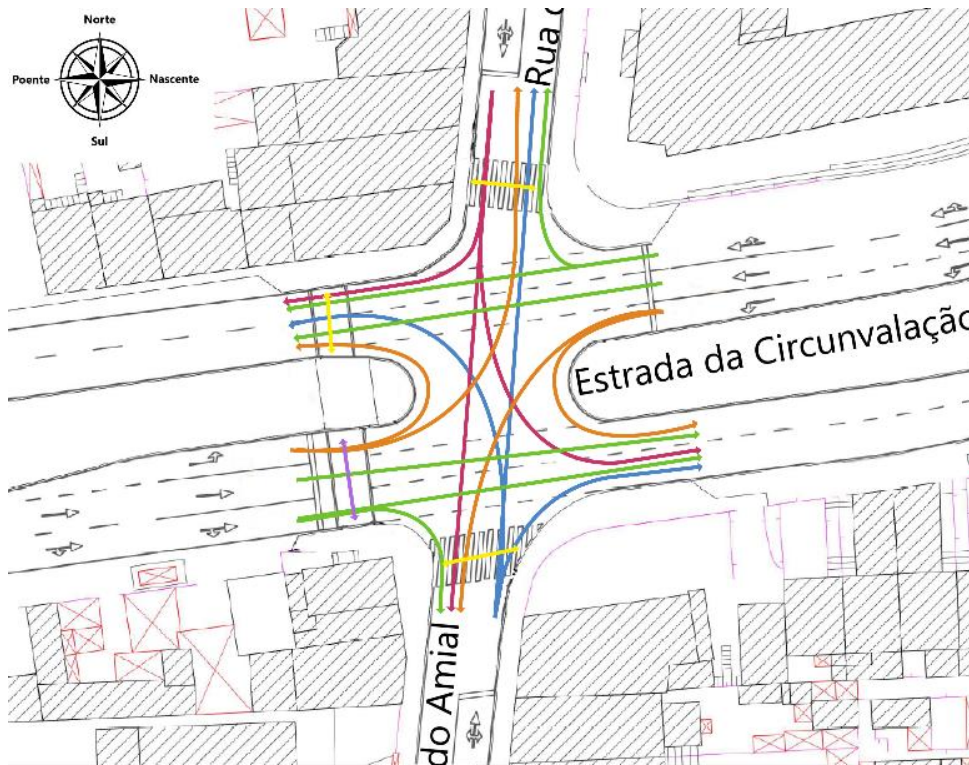 Norte
Poente
Nascente
Sul
Rua
Estrada da Circunvalação
do Amial